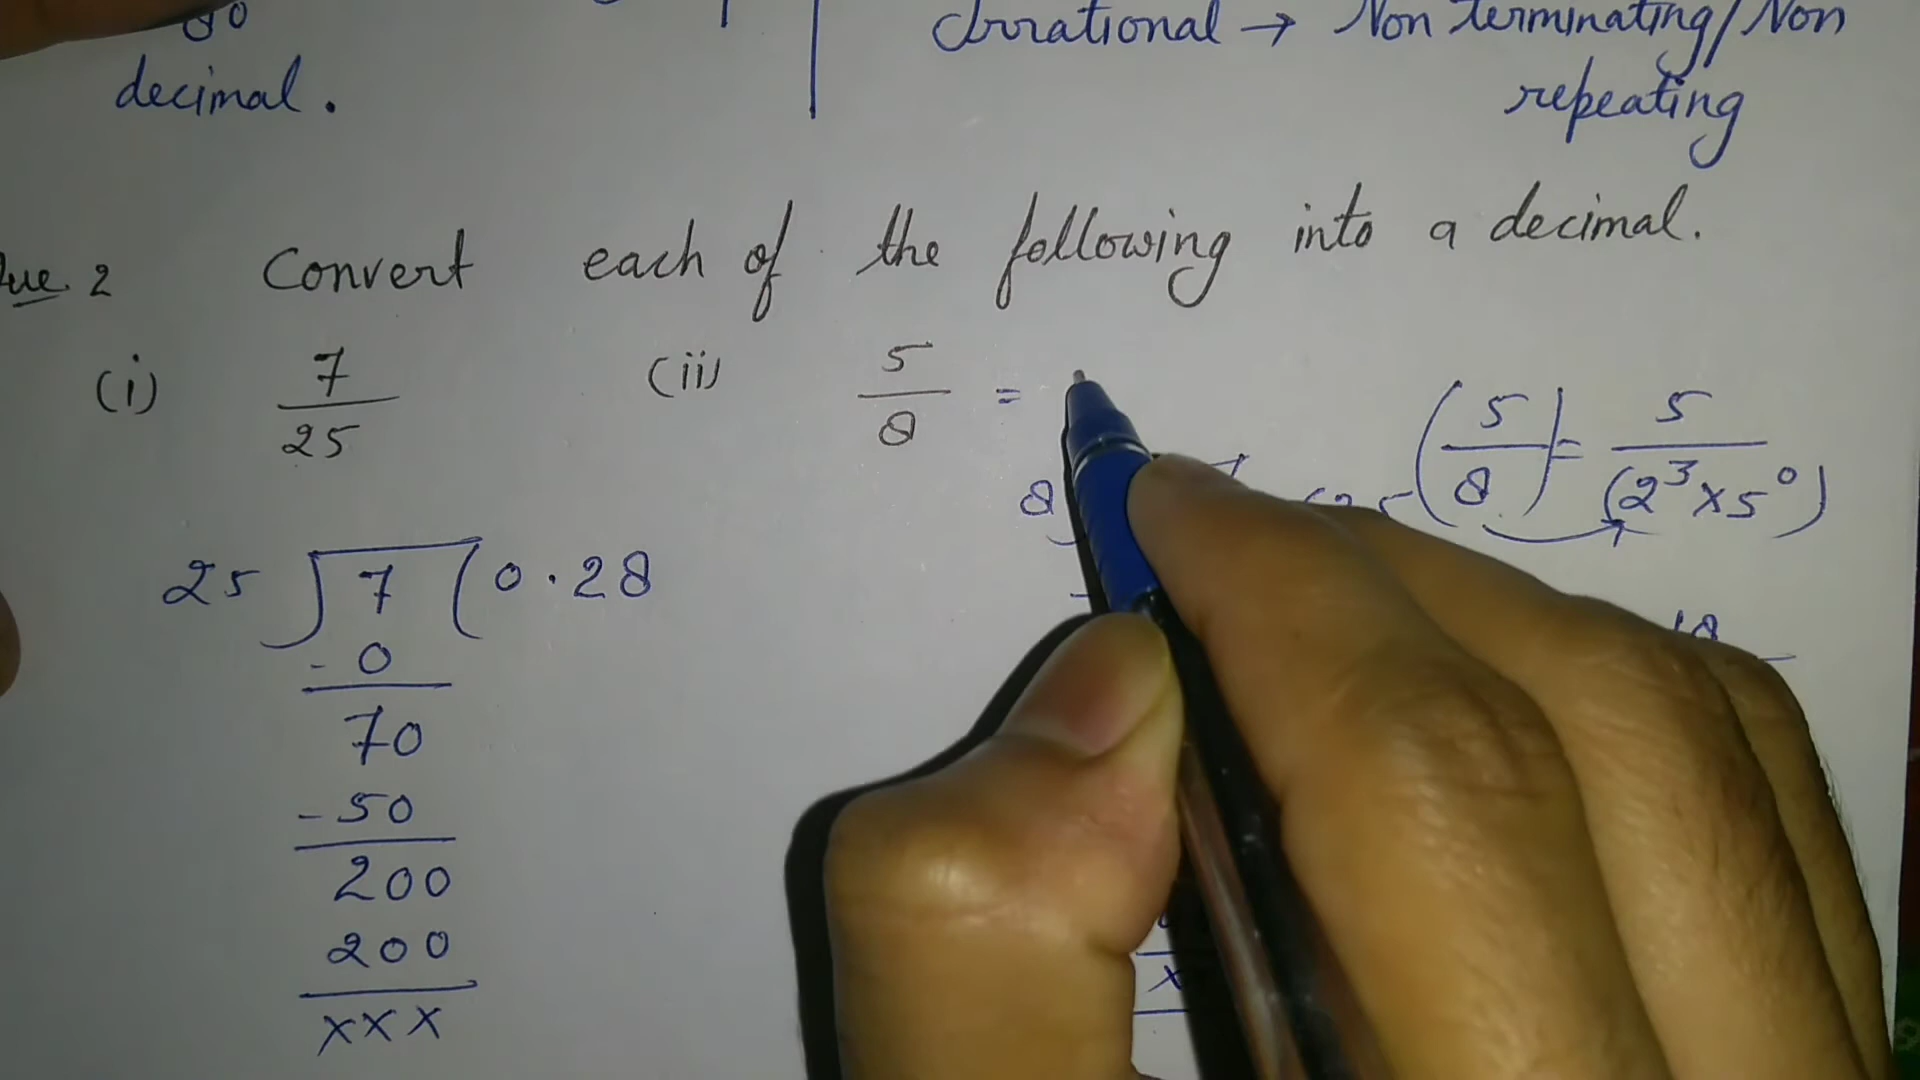 decimal.
Irrational → Non terminating/Non
repeating
Que. 2 Convert each of the following into a decimal.
(i) 7/25 (ii) 5/8 =
(5/8) = 5/(2³×5⁰)
8
25 7 ( 0.28
- 0
70
- 50
200
200
×××
×